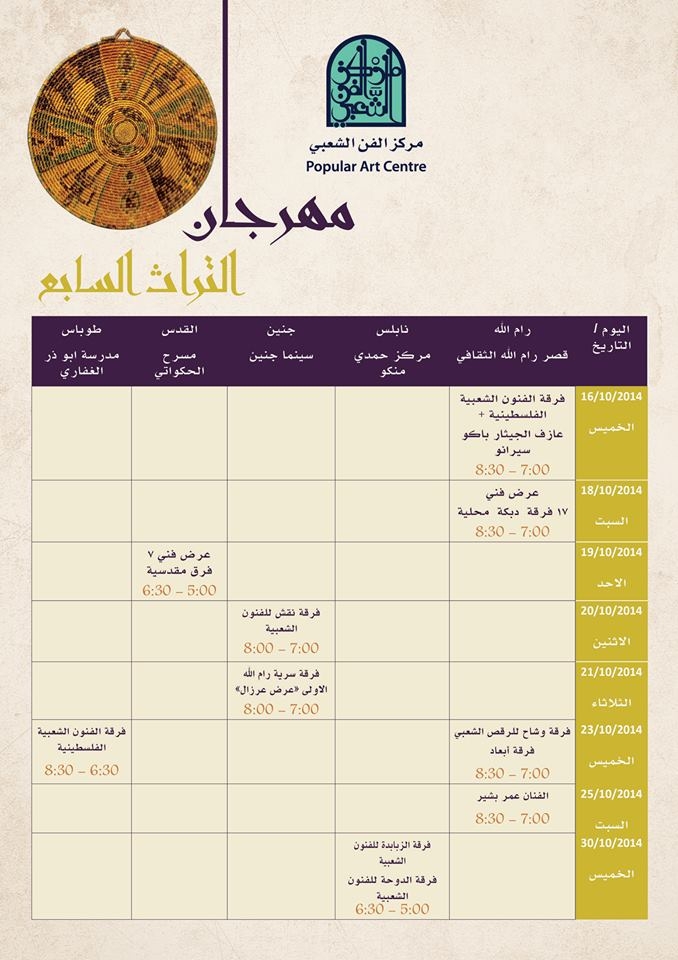 مركز الفن الشعبي
مركز الفن الشعبي
Popular Art Centre
مهرجان
التراث السابع
اليوم /
التاريخ
رام الله
قصر رام الله الثقافي
نابلس
مركز حمدي
منكو
جنين
سينما جنين
القدس
مسرح
الحكواتي
طوباس
مدرسة ابو ذر
الغفاري
16/10/2014
الخميس
فرقة الفنون الشعبية
الفلسطينية +
عازف الجيتار باكو
سيرانو
8:30 – 7:00
18/10/2014
السبت
عرض فني
١٧ فرقة دبكة محلية
8:30 – 7:00
19/10/2014
الاحد
عرض فني ٧
فرق مقدسية
6:30 – 5:00
20/10/2014
الاثنين
فرقة نقش للفنون
الشعبية
8:00 – 7:00
21/10/2014
الثلاثاء
فرقة سرية رام الله
الاولى «عرض عرزال»
8:00 – 7:00
23/10/2014
الخميس
فرقة وشاح للرقص الشعبي
فرقة أبعاد
8:30 – 7:00
فرقة الفنون الشعبية
الفلسطينية
8:30 – 6:30
25/10/2014
السبت
الفنان عمر بشير
8:30 – 7:00
30/10/2014
الخميس
فرقة الزبابدة للفنون
الشعبية
فرقة الدوحة للفنون
الشعبية
6:30 – 5:00